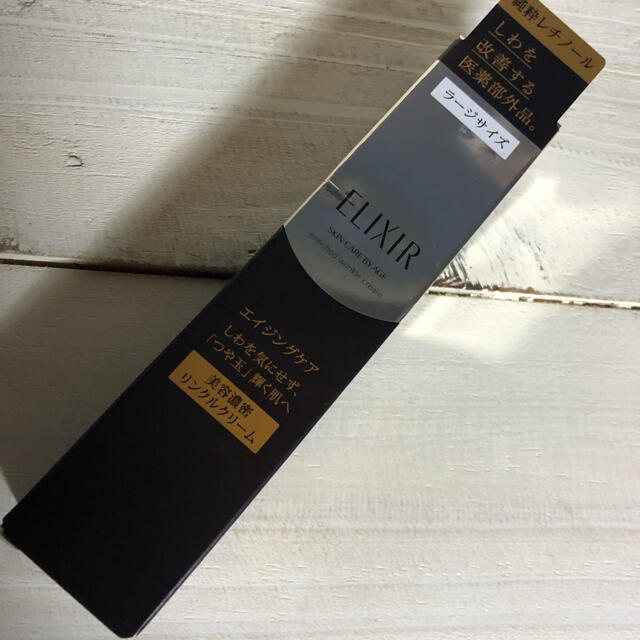 純粋レチノール
しわを
改善する
医薬部外品。
ラージサイズ
ELIXIR
SKIN CARE BY AGE
enriched wrinkle cream
エイジングケア
しわを気にせず、
「つや玉」輝く肌へ
美容濃密
リンクルクリーム